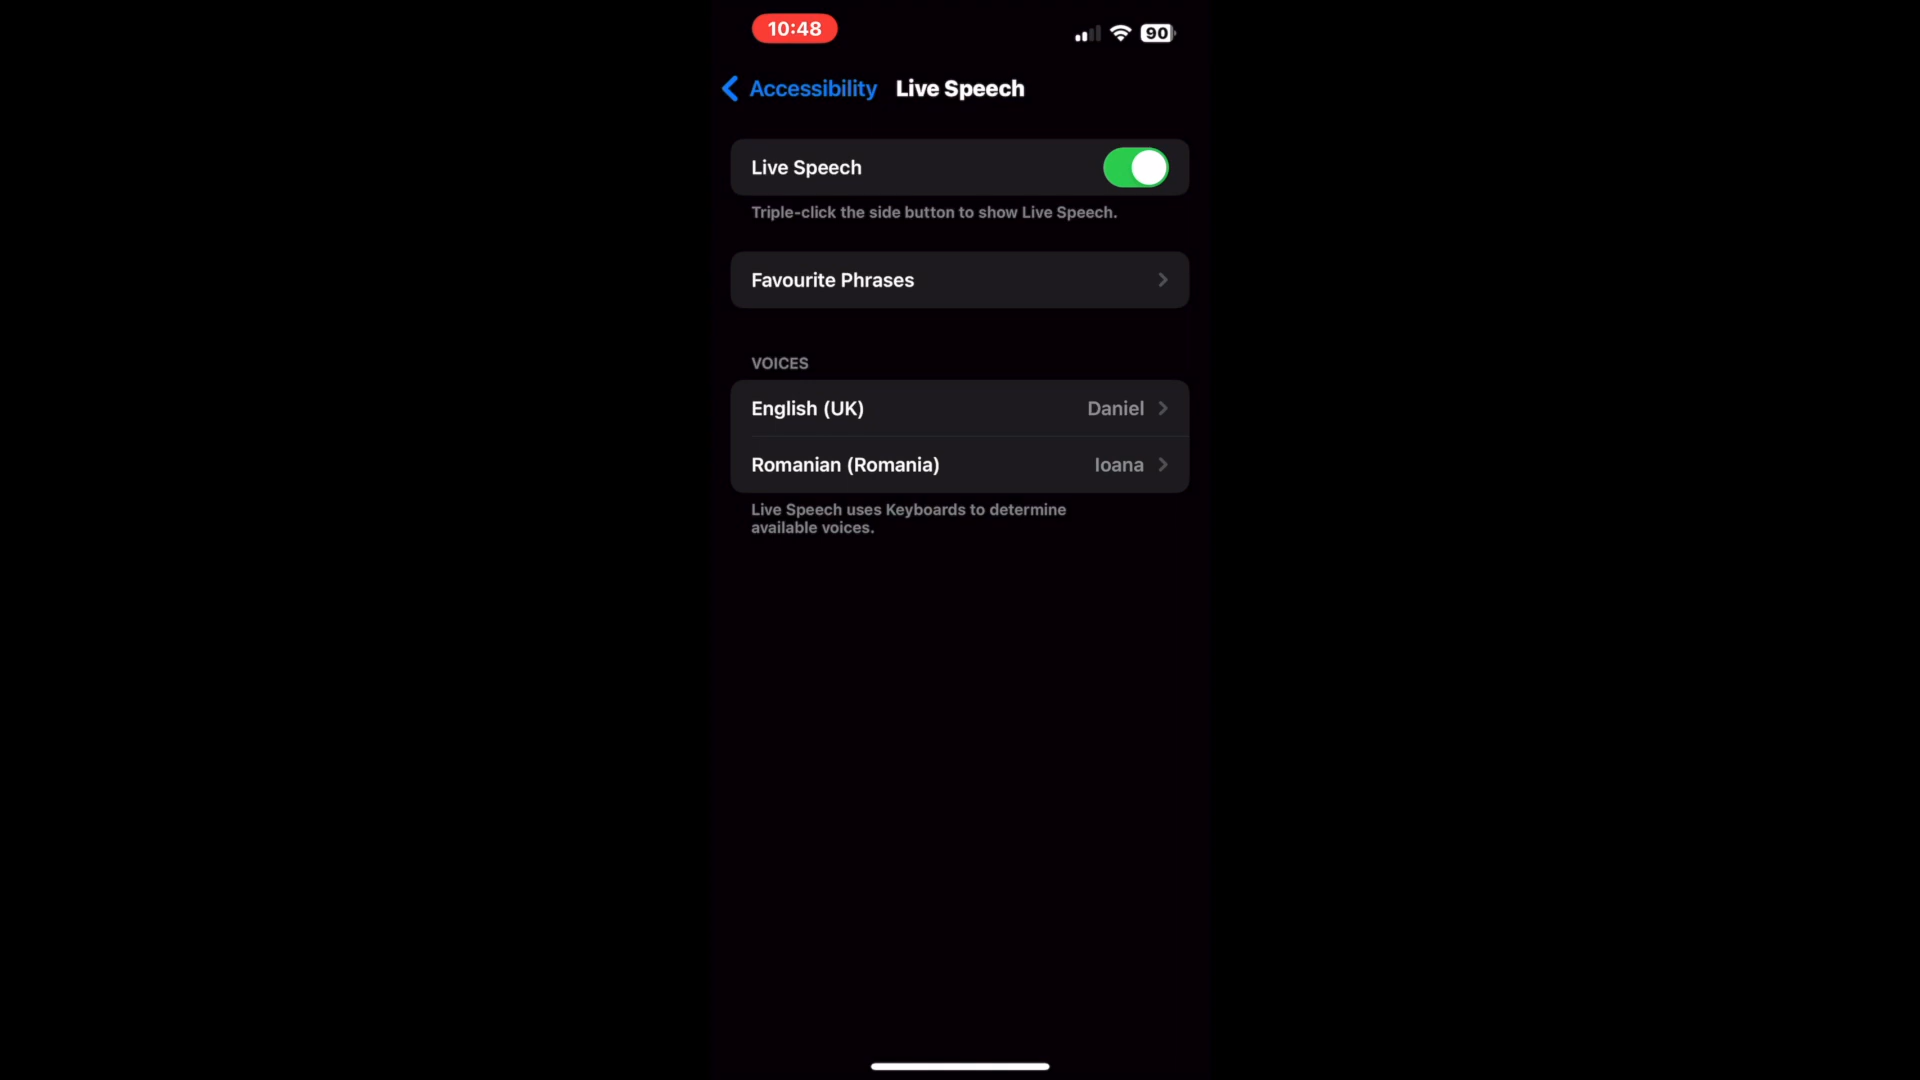 10:48
90
Accessibility
Live Speech
Live Speech
Triple-click the side button to show Live Speech.
Favourite Phrases
VOICES
English (UK)
Daniel
Romanian (Romania)
Ioana
Live Speech uses Keyboards to determine
available voices.